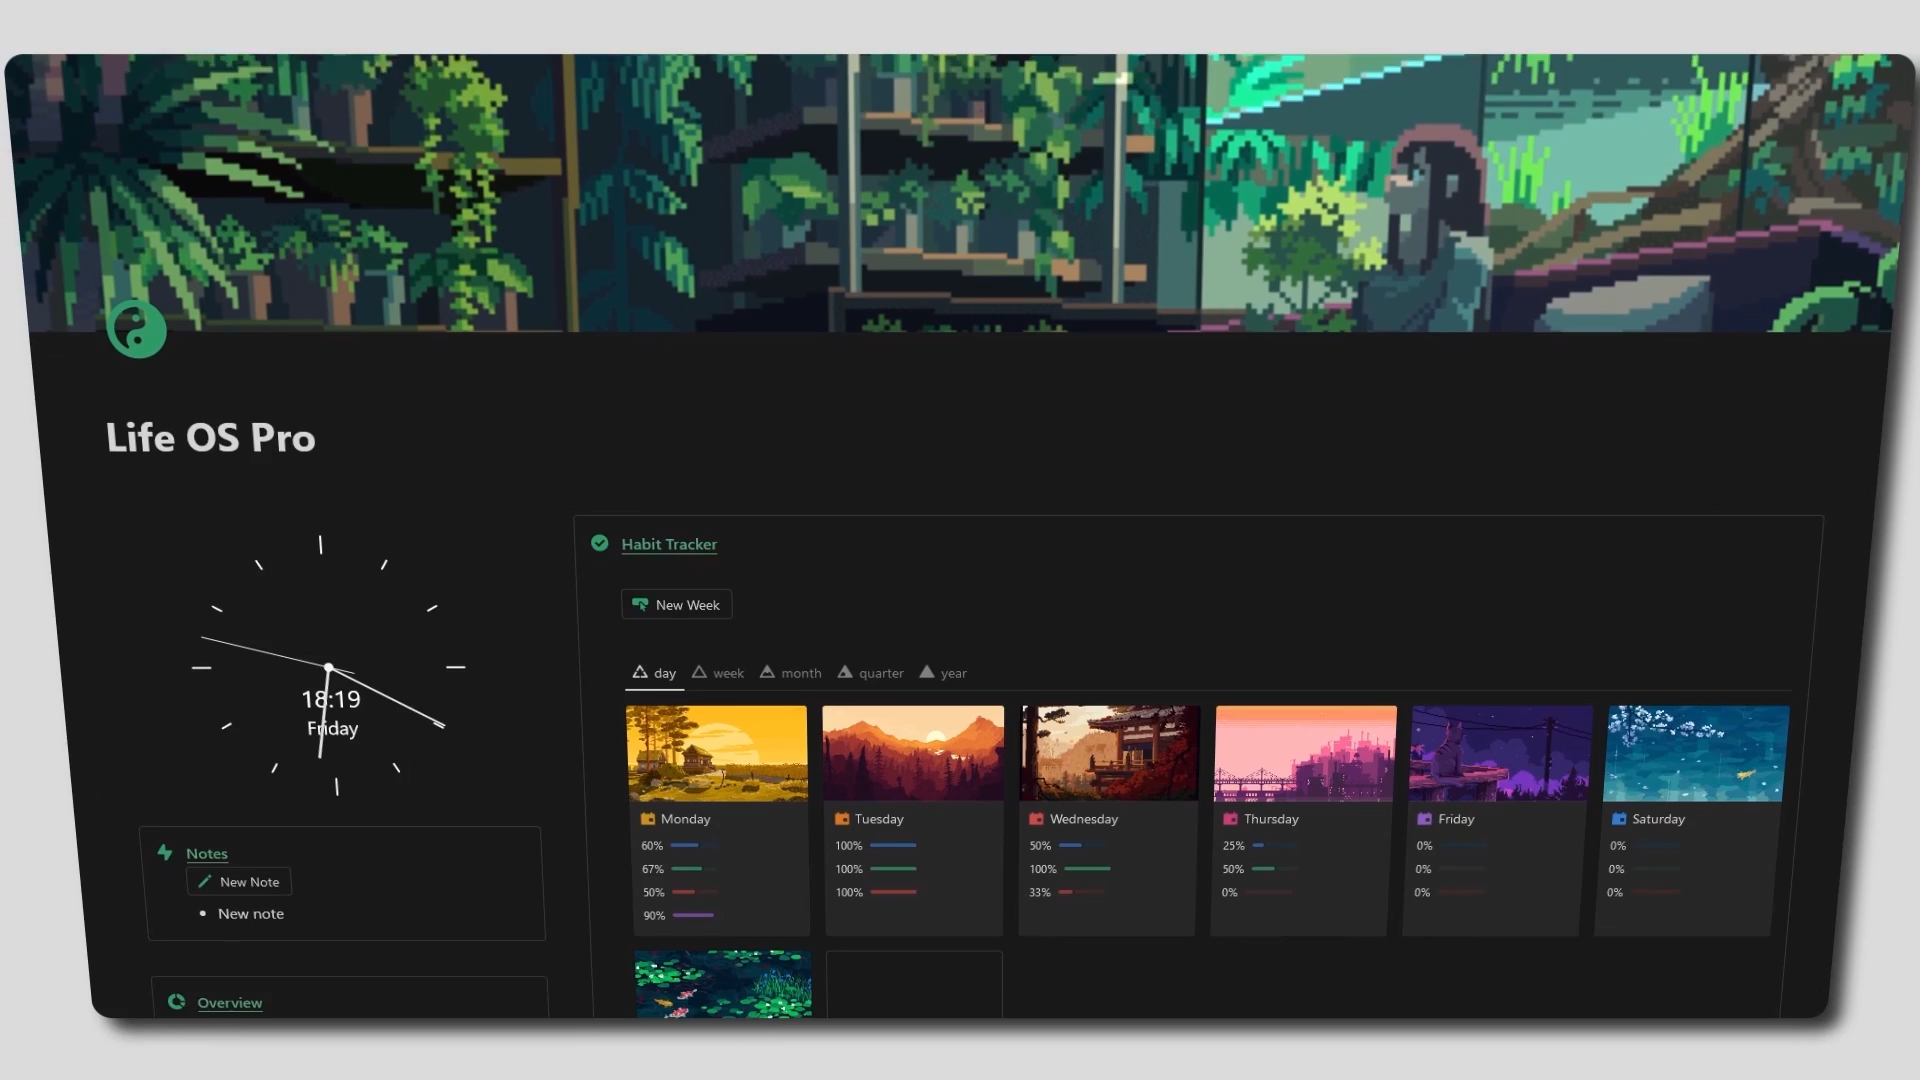 Life OS Pro
18:19
Friday
Notes
New Note
New note
Overview
Habit Tracker
New Week
day week month quarter year
Monday
60%
67%
50%
90%
Tuesday
100%
100%
100%
Wednesday
50%
100%
33%
Thursday
25%
50%
0%
Friday
0%
0%
0%
Saturday
0%
0%
0%